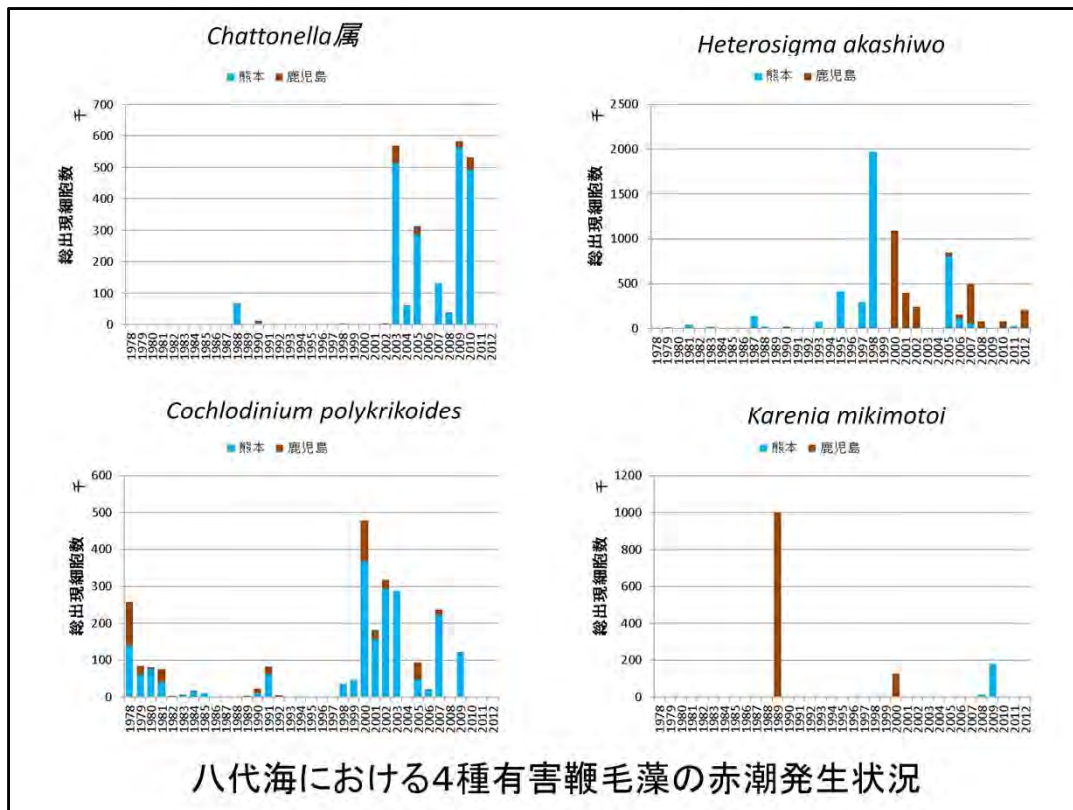 Chattonella属
熊本 鹿児島
千
総出現細胞数
700
600
500
400
300
200
100
0
1978 1979 1980 1981 1982 1983 1984 1985 1986 1987 1988 1989 1990 1991 1992 1993 1994 1995 1996 1997 1998 1999 2000 2001 2002 2003 2004 2005 2006 2007 2008 2009 2010 2011 2012
Heterosigma akashiwo
熊本 鹿児島
千
総出現細胞数
2500
2000
1500
1000
500
0
1978 1979 1980 1981 1982 1983 1984 1985 1986 1987 1988 1989 1990 1991 1992 1993 1994 1995 1996 1997 1998 1999 2000 2001 2002 2003 2004 2005 2006 2007 2008 2009 2010 2011 2012
Cochlodinium polykrikoides
熊本 鹿児島
千
総出現細胞数
600
500
400
300
200
100
0
1978 1979 1980 1981 1982 1983 1984 1985 1986 1987 1988 1989 1990 1991 1992 1993 1994 1995 1996 1997 1998 1999 2000 2001 2002 2003 2004 2005 2006 2007 2008 2009 2010 2011 2012
Karenia mikimotoi
熊本 鹿児島
千
総出現細胞数
1200
1000
800
600
400
200
0
1978 1979 1980 1981 1982 1983 1984 1985 1986 1987 1988 1989 1990 1991 1992 1993 1994 1995 1996 1997 1998 1999 2000 2001 2002 2003 2004 2005 2006 2007 2008 2009 2010 2011 2012
八代海における4種有害鞭毛藻の赤潮発生状況